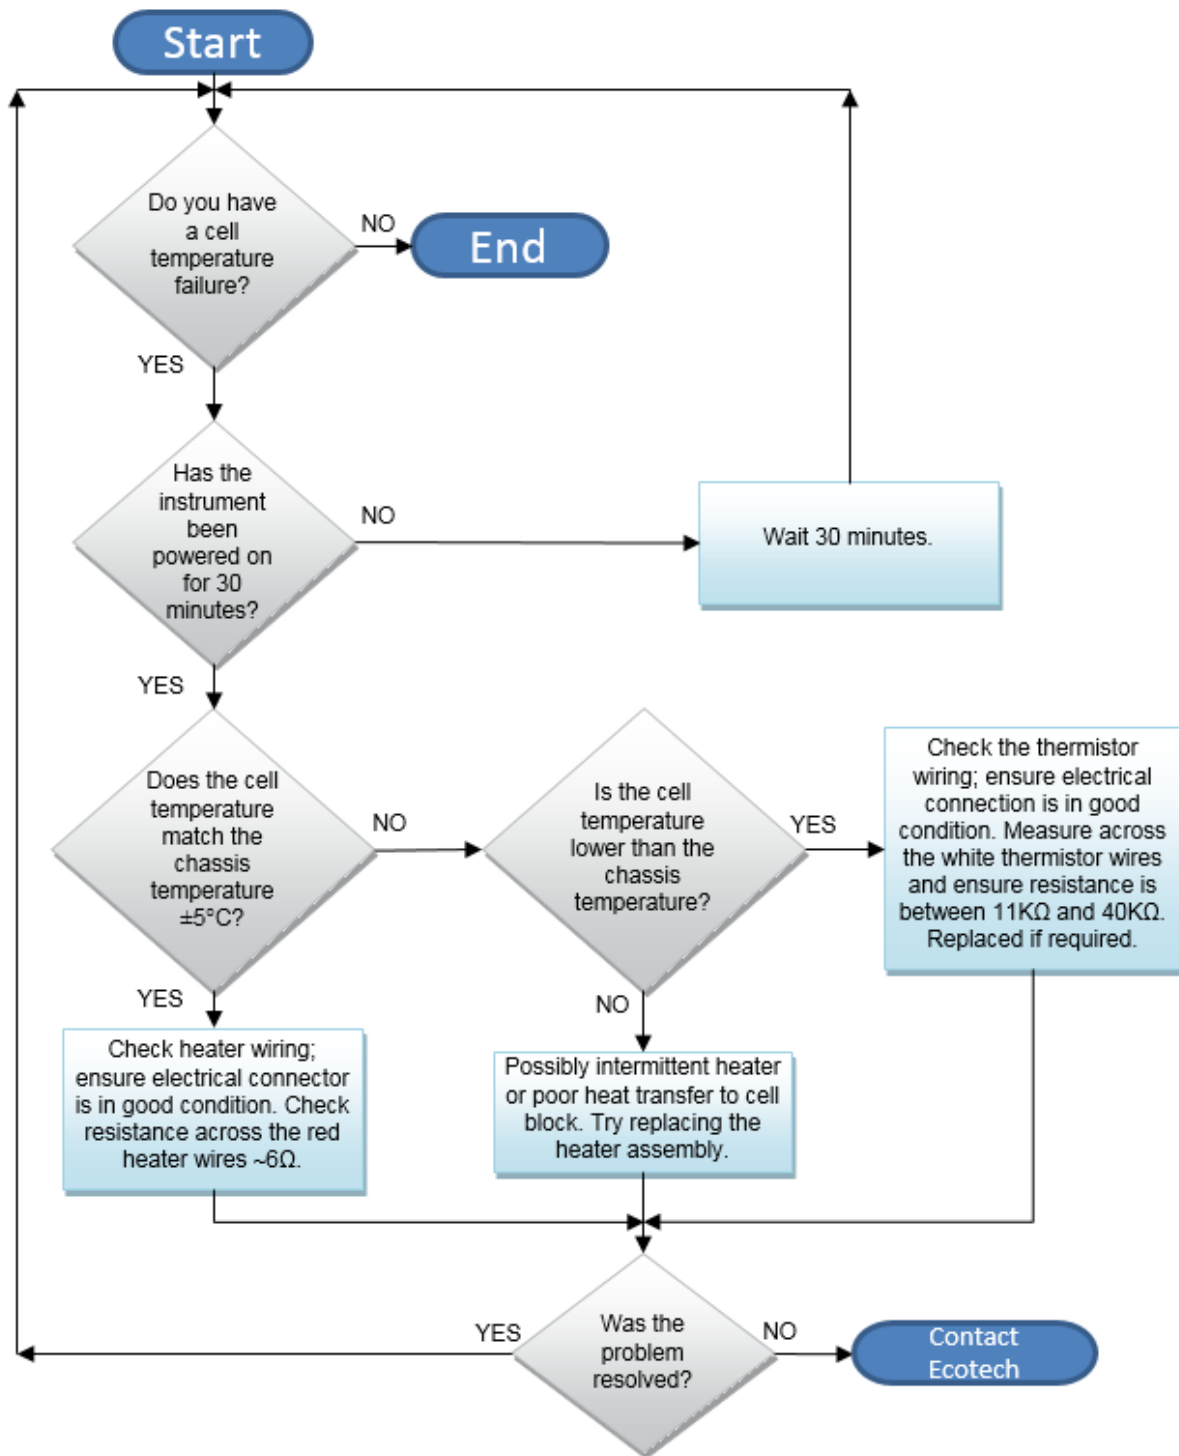 Start
Do you have
a cell
temperature
failure?
NO
End
YES
Has the
instrument
been
powered on
for 30
minutes?
NO
Wait 30 minutes.
YES
Does the cell
temperature
match the
chassis
temperature
±5°C?
NO
Is the cell
temperature
lower than the
chassis
temperature?
YES
Check the thermistor
wiring; ensure electrical
connection is in good
condition. Measure across
the white thermistor wires
and ensure resistance is
between 11KΩ and 40KΩ.
Replaced if required.
YES
Check heater wiring;
ensure electrical connector
is in good condition. Check
resistance across the red
heater wires ~6Ω.
NO
Possibly intermittent heater
or poor heat transfer to cell
block. Try replacing the
heater assembly.
Was the
problem
resolved?
YES
NO
Contact
Ecotech